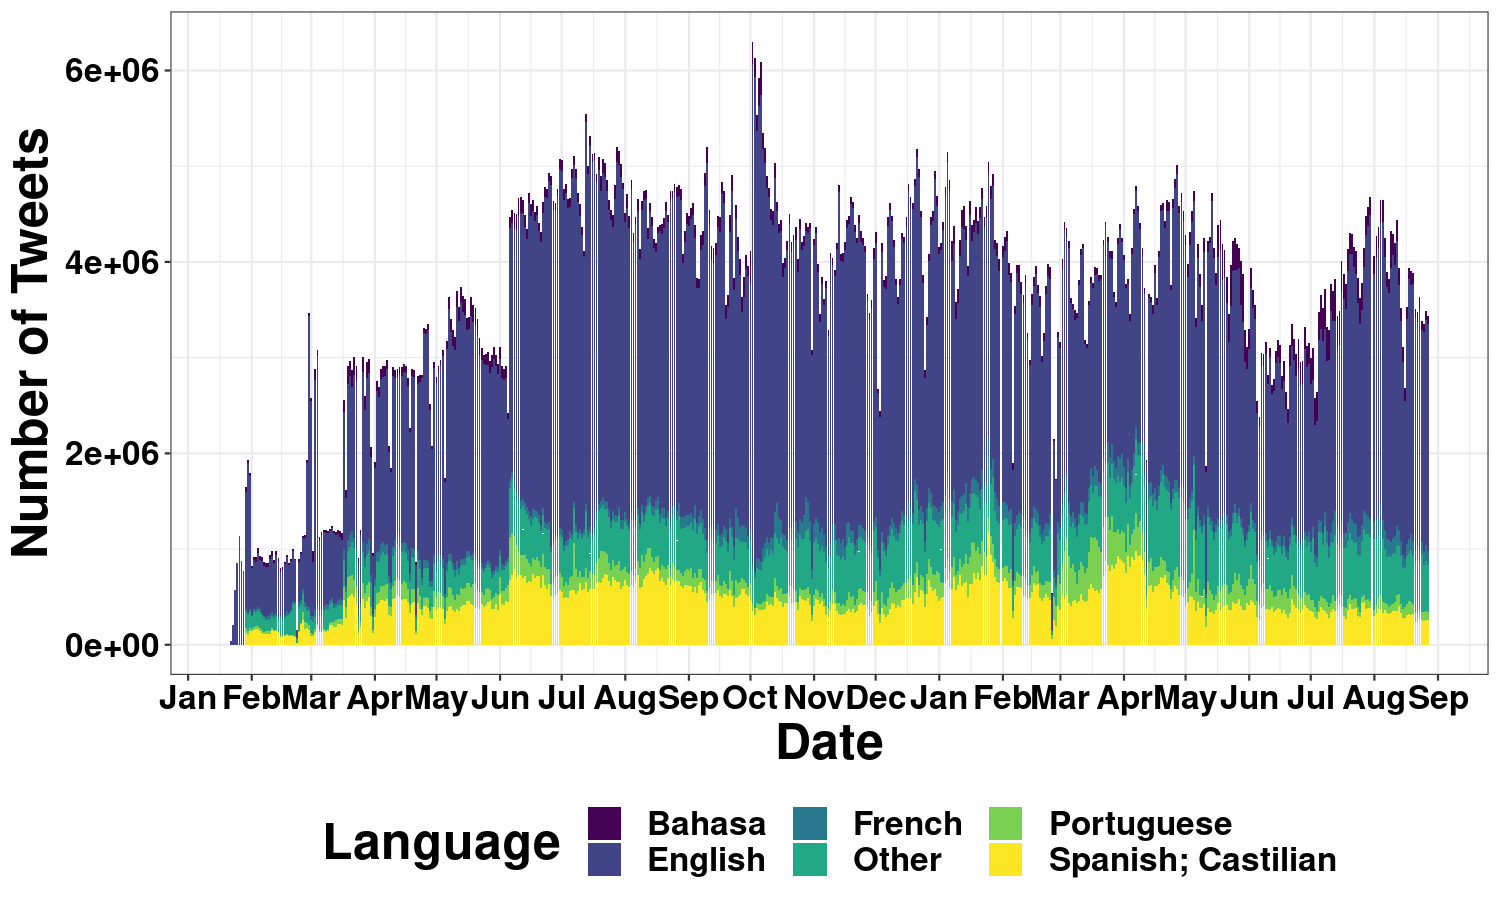 Number of Tweets
6e+06
4e+06
2e+06
0e+00
Jan Feb Mar Apr May Jun Jul Aug Sep Oct Nov Dec Jan Feb Mar Apr May Jun Jul Aug Sep
Date
Language
Bahasa French Portuguese
English Other Spanish; Castilian